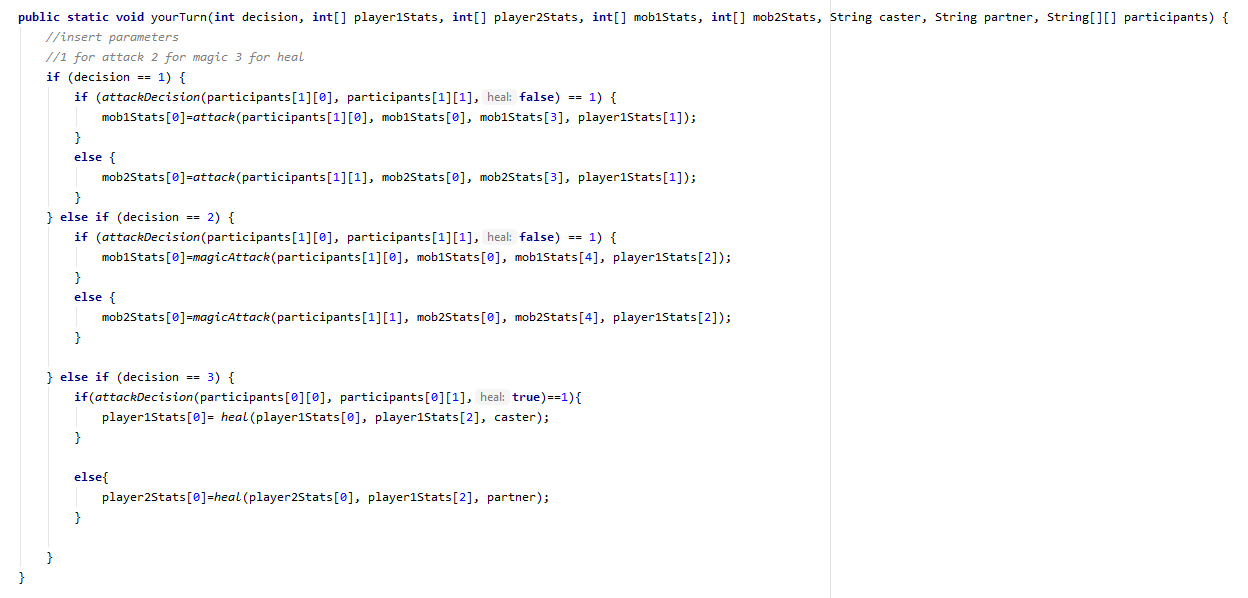 public static void yourTurn(int decision, int[] player1Stats, int[] player2Stats, int[] mob1Stats, int[] mob2Stats, String caster, String partner, String[][] participants) {
//insert parameters
//1 for attack 2 for magic 3 for heal
if (decision == 1) {
if (attackDecision(participants[1][0], participants[1][1], heal: false) == 1) {
mob1Stats[0]=attack(participants[1][0], mob1Stats[0], mob1Stats[3], player1Stats[1]);
}
else {
mob2Stats[0]=attack(participants[1][1], mob2Stats[0], mob2Stats[3], player1Stats[1]);
}
} else if (decision == 2) {
if (attackDecision(participants[1][0], participants[1][1], heal: false) == 1) {
mob1Stats[0]=magicAttack(participants[1][0], mob1Stats[0], mob1Stats[4], player1Stats[2]);
}
else {
mob2Stats[0]=magicAttack(participants[1][1], mob2Stats[0], mob2Stats[4], player1Stats[2]);
}
} else if (decision == 3) {
if(attackDecision(participants[0][0], participants[0][1], heal: true)==1){
player1Stats[0]= heal(player1Stats[0], player1Stats[2], caster);
}
else{
player2Stats[0]=heal(player2Stats[0], player1Stats[2], partner);
}
}
}